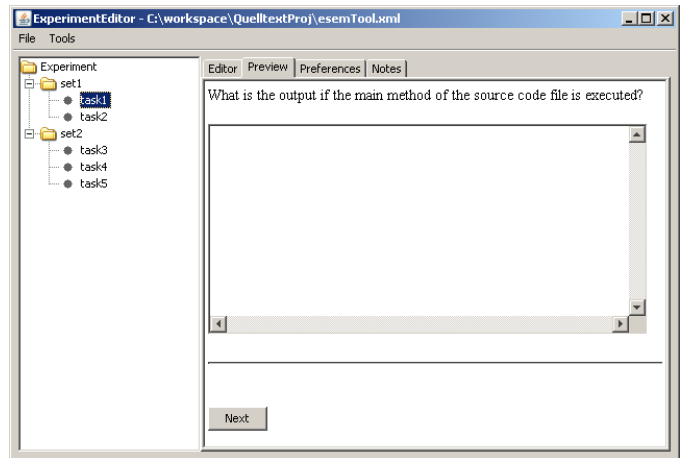 ExperimentEditor - C:\workspace\QuelltextProj\esemTool.xml
File Tools
Experiment
set1
task1
task2
set2
task3
task4
task5
Editor Preview Preferences Notes
What is the output if the main method of the source code file is executed?
Next